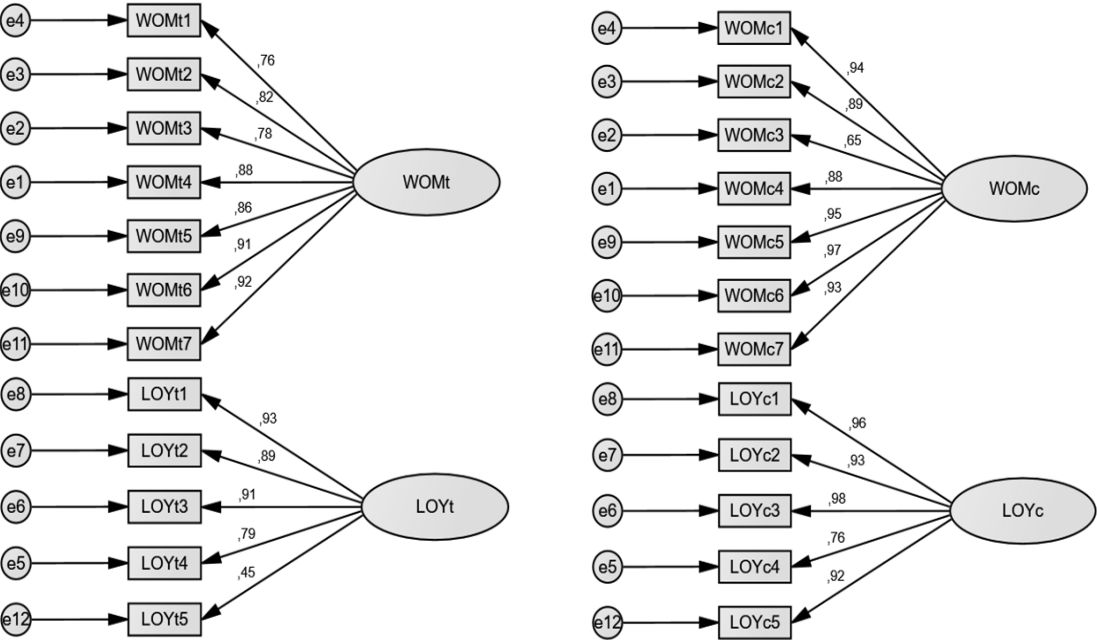 e4 WOMt1
,76
e3 WOMt2
,82
e2 WOMt3
,78
e1 WOMt4
,88
WOMt
e9 WOMt5
,86
e10 WOMt6
,91
e11 WOMt7
,92
e8 LOYt1
,93
e7 LOYt2
,89
e6 LOYt3
,91
LOYt
e5 LOYt4
,79
e12 LOYt5
,45
e4 WOMc1
,94
e3 WOMc2
,89
e2 WOMc3
,65
e1 WOMc4
,88
WOMc
e9 WOMc5
,95
e10 WOMc6
,97
e11 WOMc7
,93
e8 LOYc1
,96
e7 LOYc2
,93
e6 LOYc3
,98
LOYc
e5 LOYc4
,76
e12 LOYc5
,92